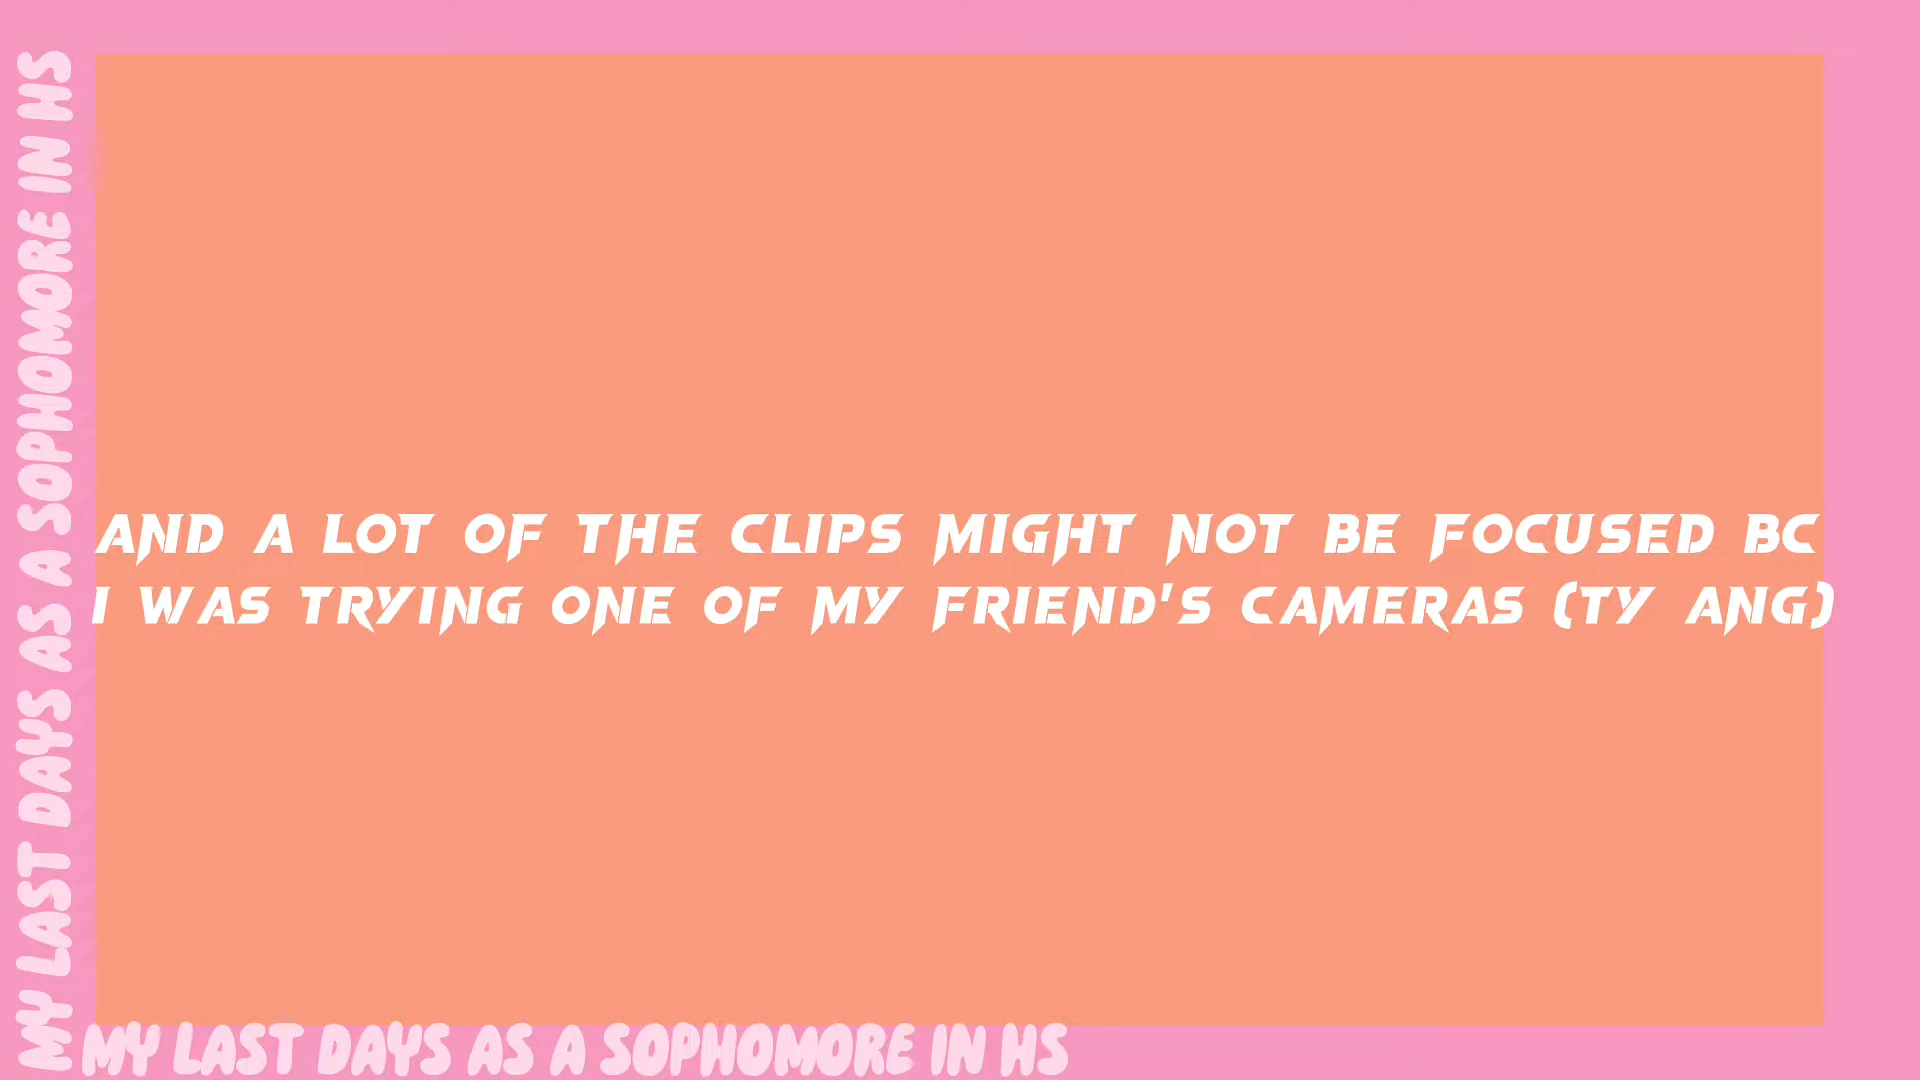 MY LAST DAYS AS A SOPHOMORE IN HS
AND A LOT OF THE CLIPS MIGHT NOT BE FOCUSED BC
I WAS TRYING ONE OF MY FRIEND'S CAMERAS (TY ANG)
MY LAST DAYS AS A SOPHOMORE IN HS